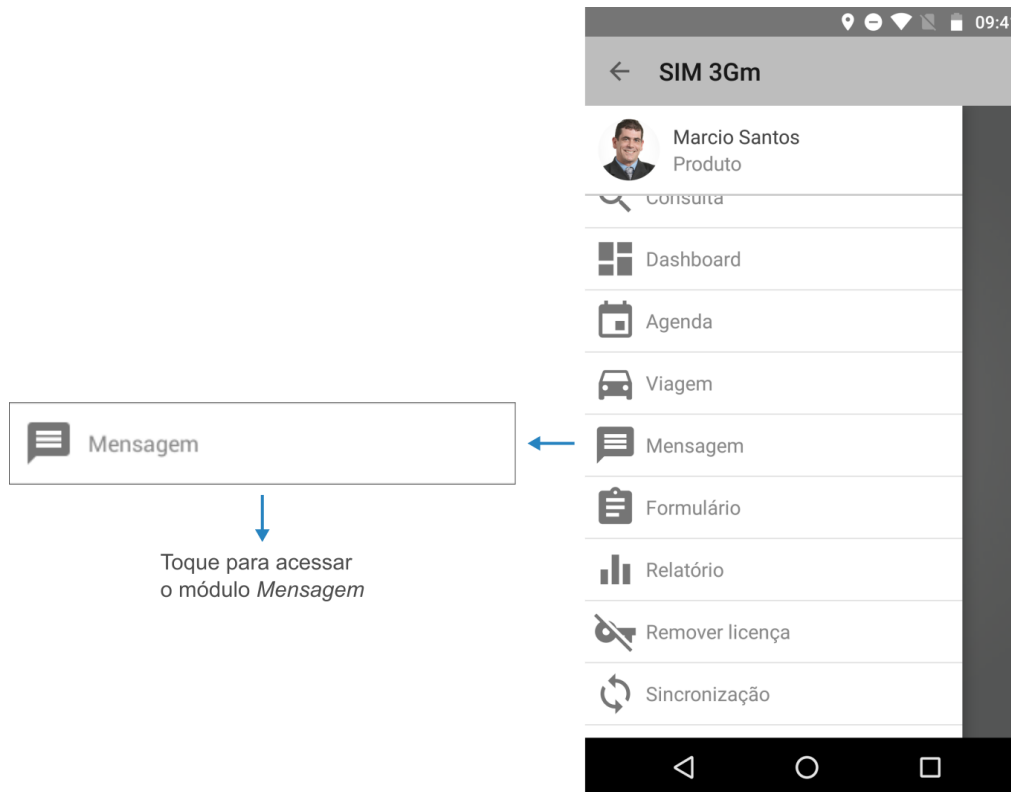 09:4
SIM 3Gm
Marcio Santos
Produto
Consulta
Dashboard
Agenda
Viagem
Mensagem
Formulário
Relatório
Remover licença
Sincronização
Mensagem
Toque para acessar
o módulo Mensagem